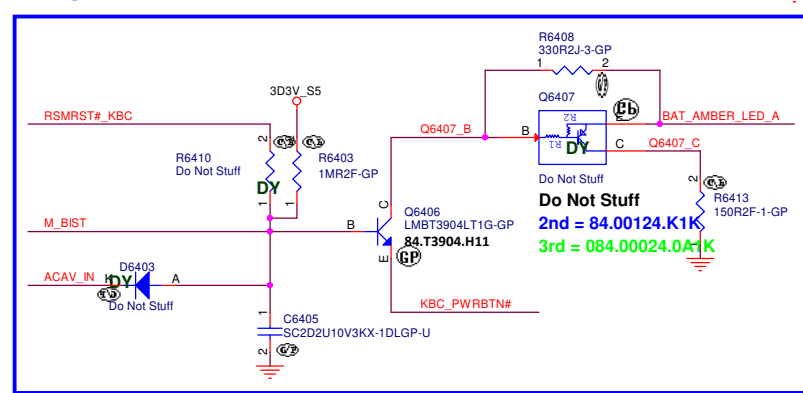 R6408
330R2J-3-GP
1
2
3D3V_S5
Q6407
R2
R1
DY
RSMRST#_KBC
BAT_AMBER_LED_A
Q6407_B
B
E
C
Q6407_C
2
R6410
Do Not Stuff
DY
1
R6403
1MR2F-GP
1
Do Not Stuff
Do Not Stuff
2nd = 84.00124.K1K
3rd = 084.00024.0A1K
2
R6413
150R2F-1-GP
1
M_BIST
B
C
E
Q6406
LMBT3904LT1G-GP
84.T3904.H11
GP
ACAV_IN
D6403
K
DY
A
Do Not Stuff
KBC_PWRBTN#
1
C6405
SC2D2U10V3KX-1DLGP-U
2
GP